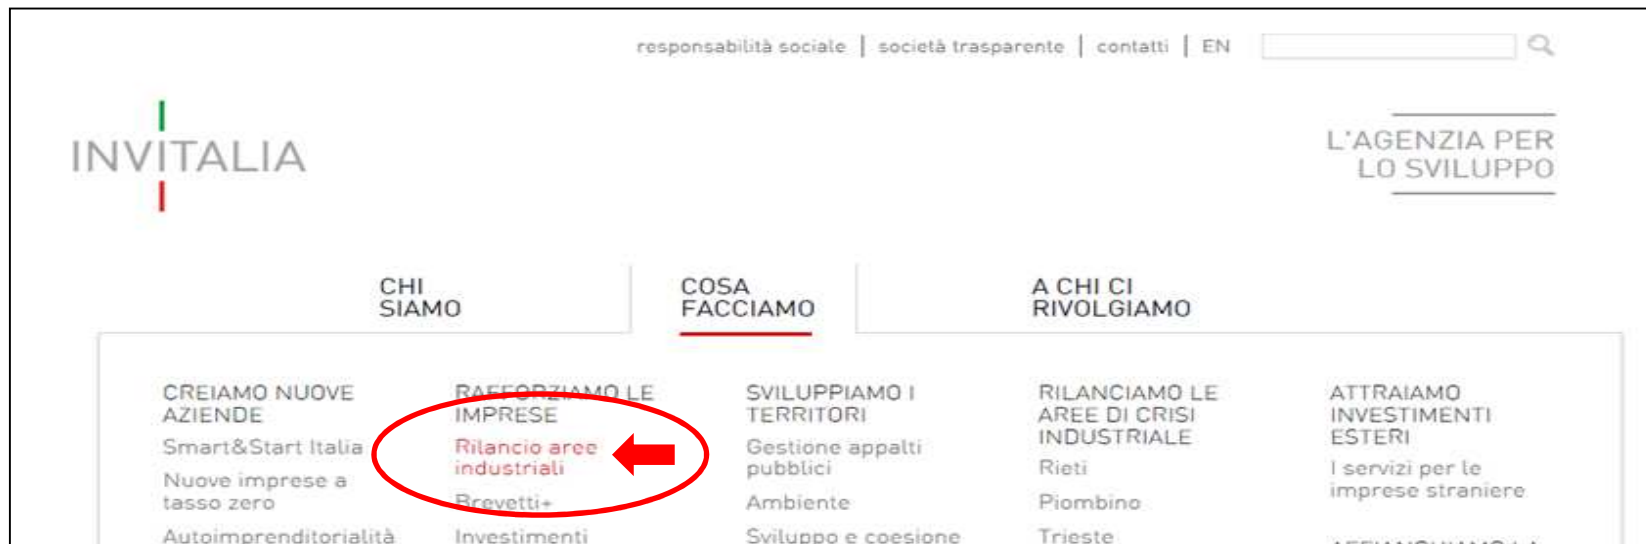 responsabilità sociale | società trasparente | contatti | EN
INVITALIA
L'AGENZIA PER
LO SVILUPPO
CHI
SIAMO
COSA
FACCIAMO
A CHI CI
RIVOLGIAMO
CREIAMO NUOVE
AZIENDE
Smart&Start Italia
Nuove imprese a
tasso zero
Autoimprenditorialità
RAFFORZIAMO LE
IMPRESE
Rilancio aree
industriali
Brevetti+
Investimenti
SVILUPPIAMO I
TERRITORI
Gestione appalti
pubblici
Ambiente
Sviluppo e coesione
RILANCIAMO LE
AREE DI CRISI
INDUSTRIALE
Rieti
Piombino
Trieste
ATTRAIAMO
INVESTIMENTI
ESTERI
I servizi per le
imprese straniere